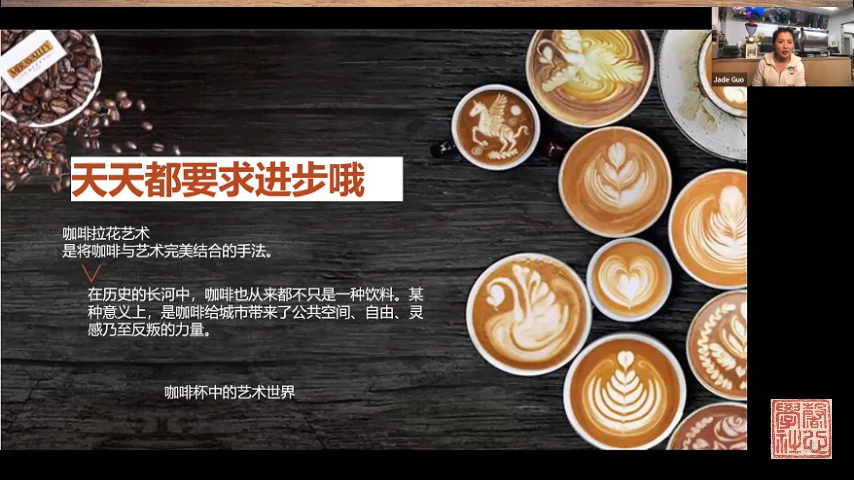 Jade Guo
天天都要求进步哦
咖啡拉花艺术
是将咖啡与艺术完美结合的手法。
在历史的长河中，咖啡也从来都不只是一种饮料。某
种意义上，是咖啡给城市带来了公共空间、自由、灵
感乃至反叛的力量。
咖啡杯中的艺术世界